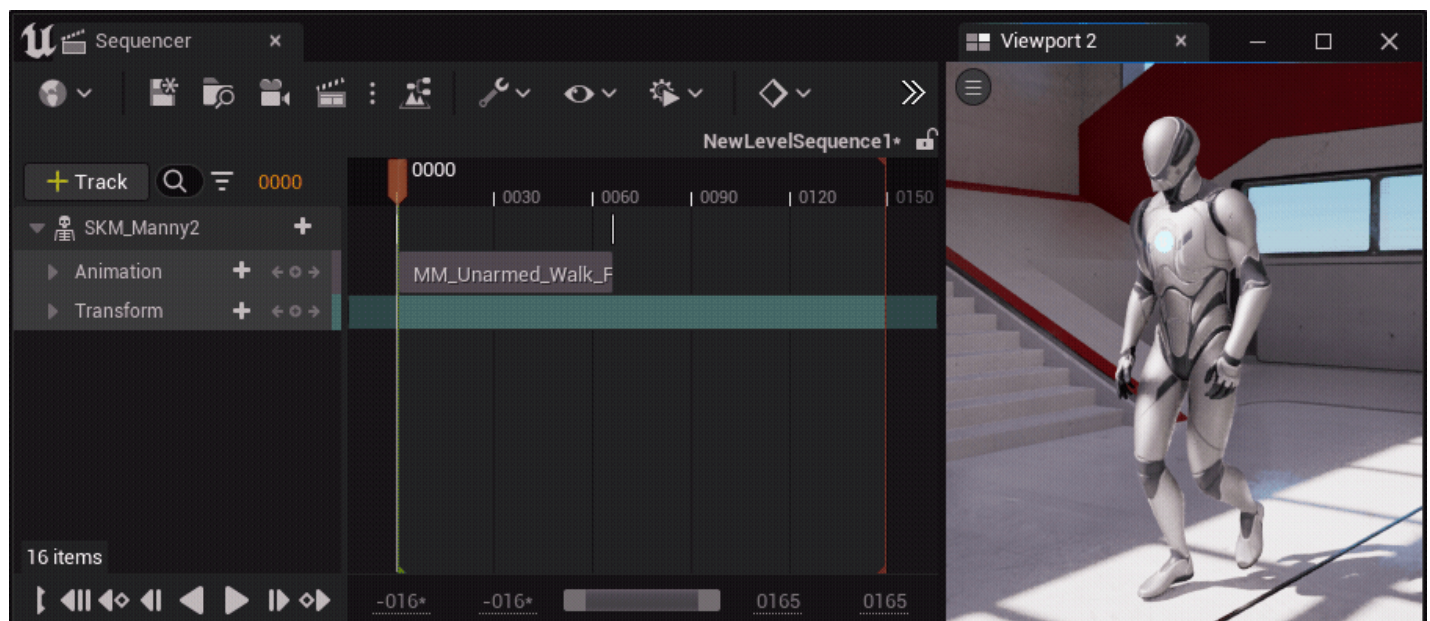 Sequencer
Viewport 2
NewLevelSequence1*
+ Track
0000
0000
0030
0060
0090
0120
0150
SKM_Manny2
Animation
MM_Unarmed_Walk_F
Transform
16 items
-016*
-016*
0165
0165